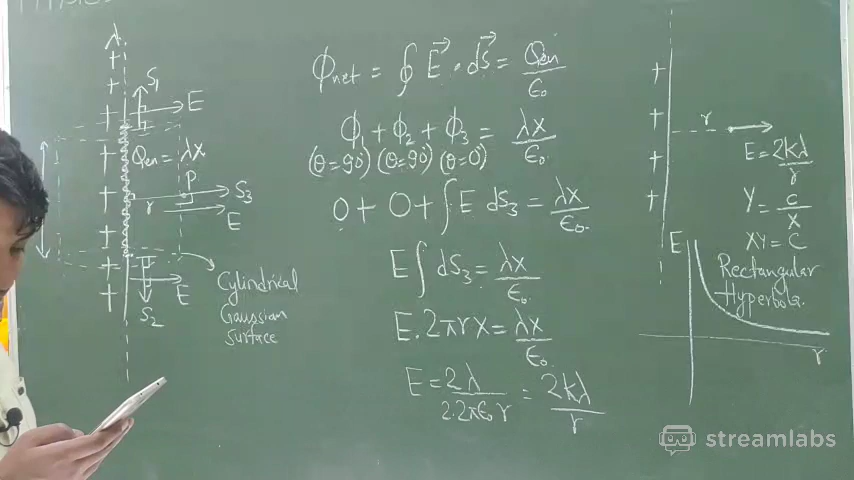 λ
S₁
E
Qen = λx
P
r
S₃
E
E
S₂
Cylindrical
Gaussian
Surface
ϕnet = ∮ E⃗ · dS⃗ = Qen/ε₀
ϕ₁ + ϕ₂ + ϕ₃ = λx/ε₀
(θ=90°) (θ=90°) (θ=0°)
0 + 0 + ∫E dS₃ = λx/ε₀
E ∫ dS₃ = λx/ε₀
E. 2πrx = λx/ε₀
E = 2λ/2.2πε₀r = 2kλ/r
r
E = 2kλ/r
Y = c/x
XY = C
E
Rectangular
Hyperbola.
r
streamlabs